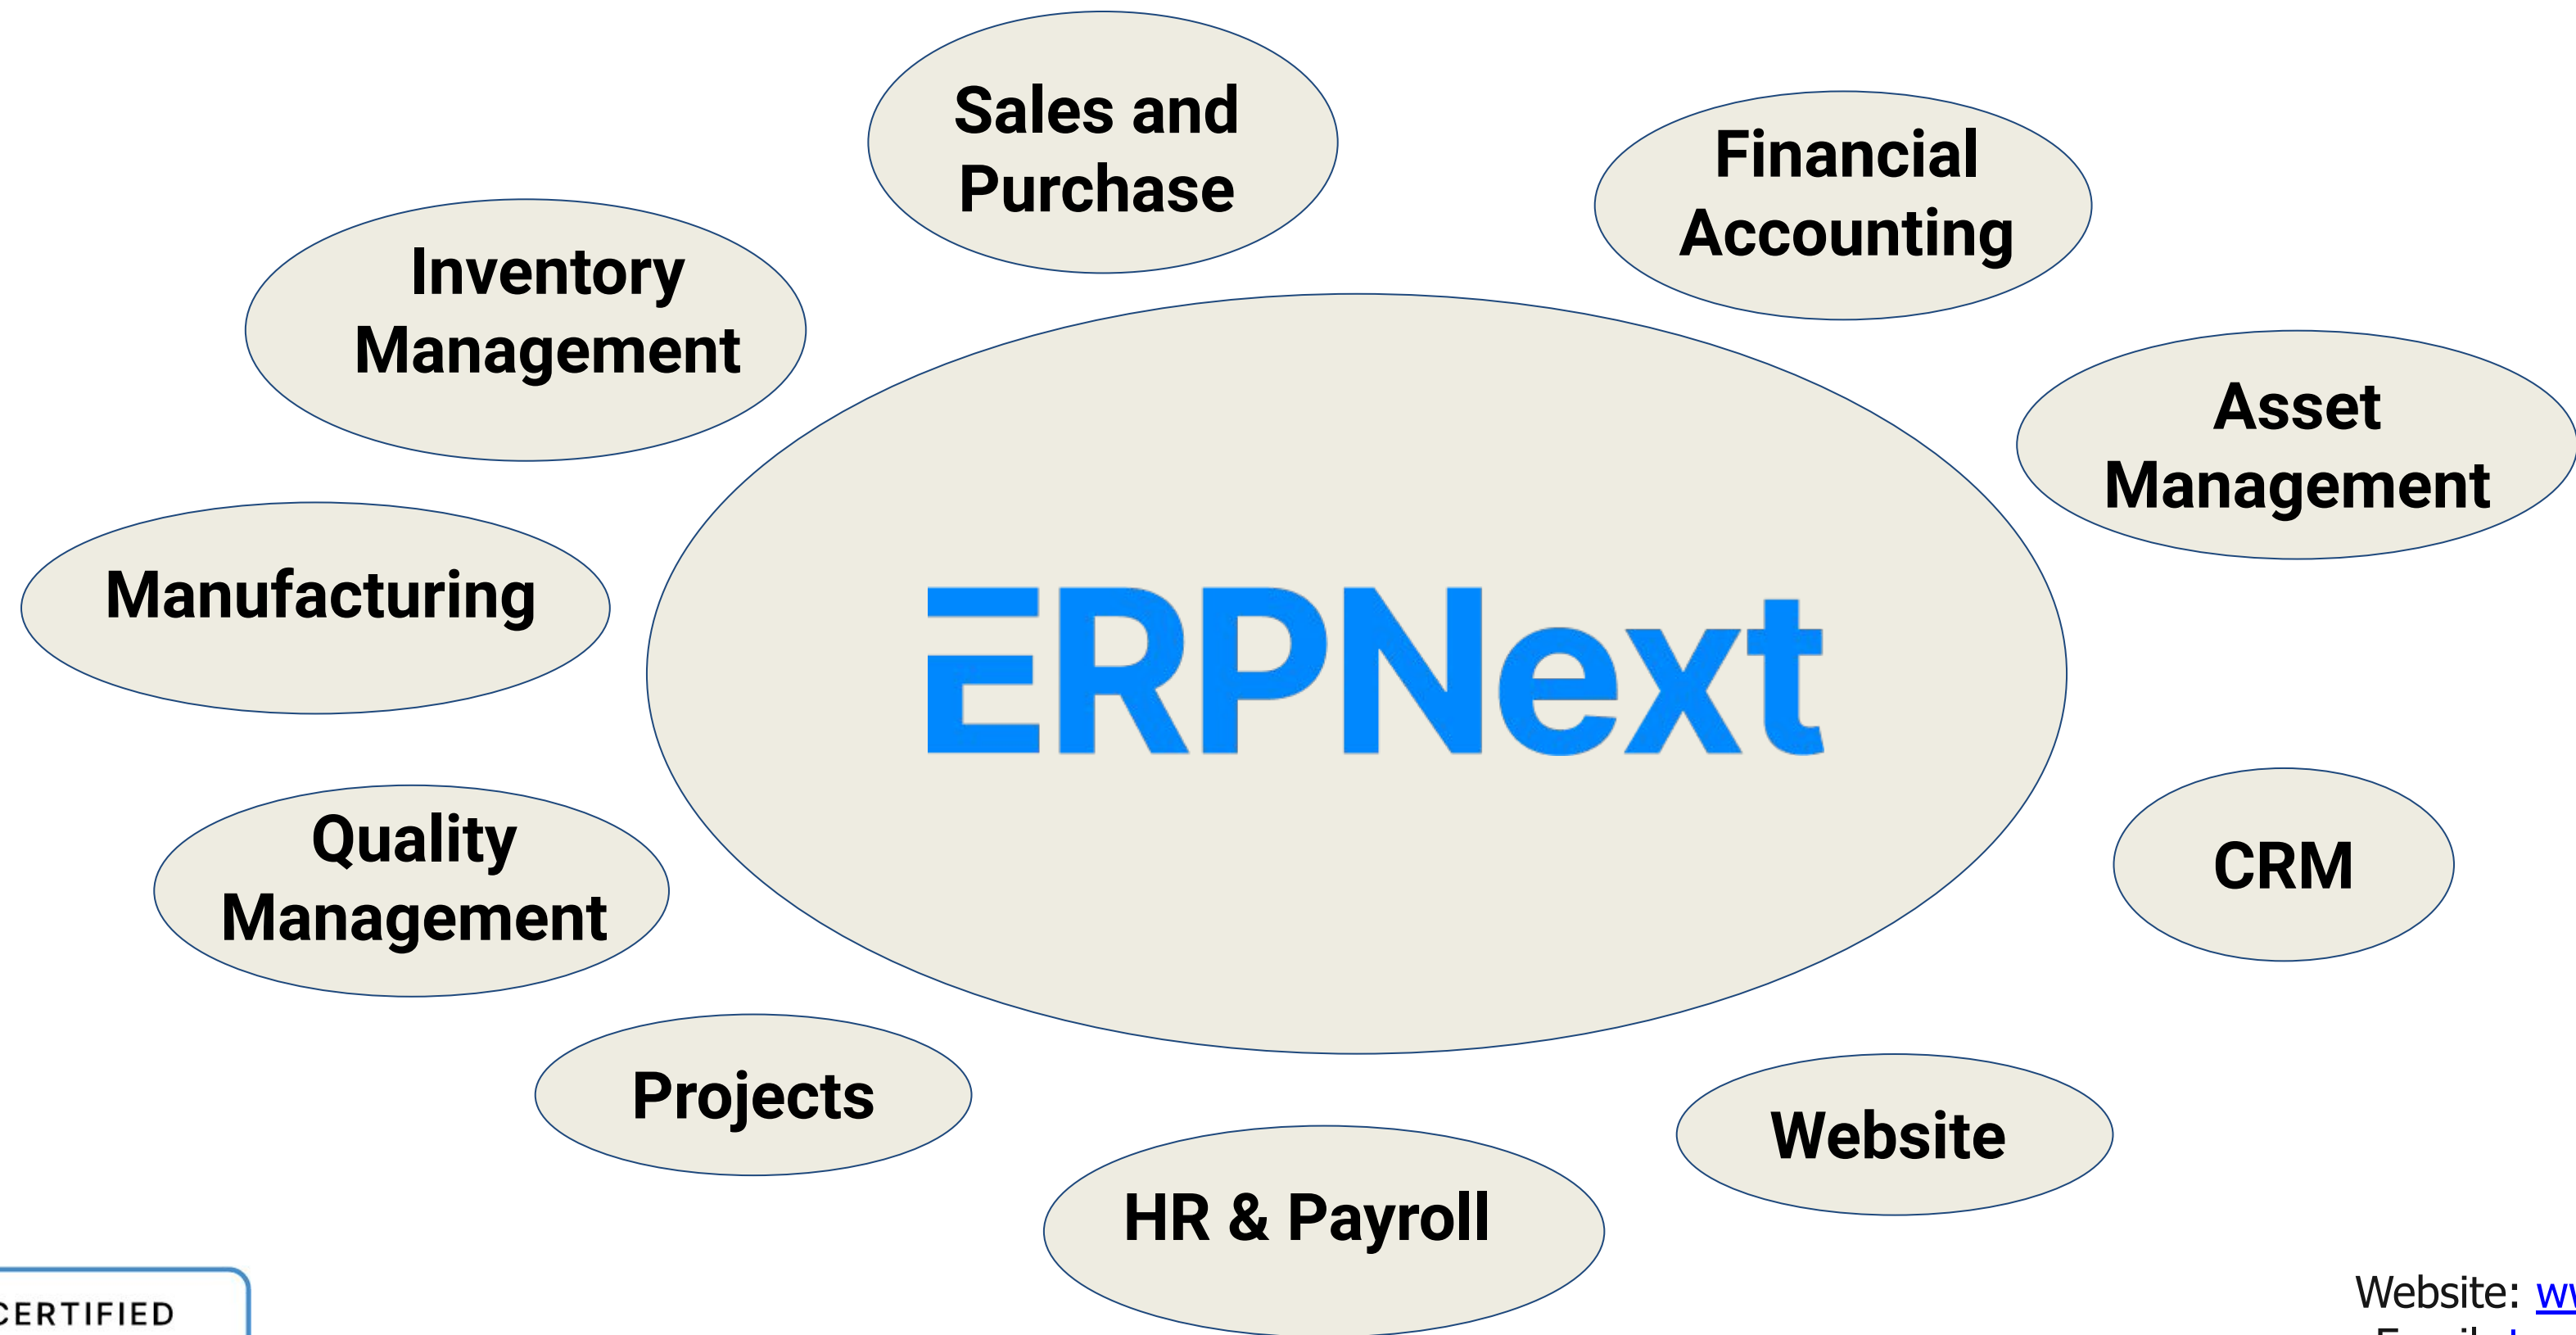 Sales and
Purchase
Financial
Accounting
Inventory
Management
Asset
Management
Manufacturing
ERPNext
Quality
Management
CRM
Projects
Website
HR & Payroll
CERTIFIED
Website: